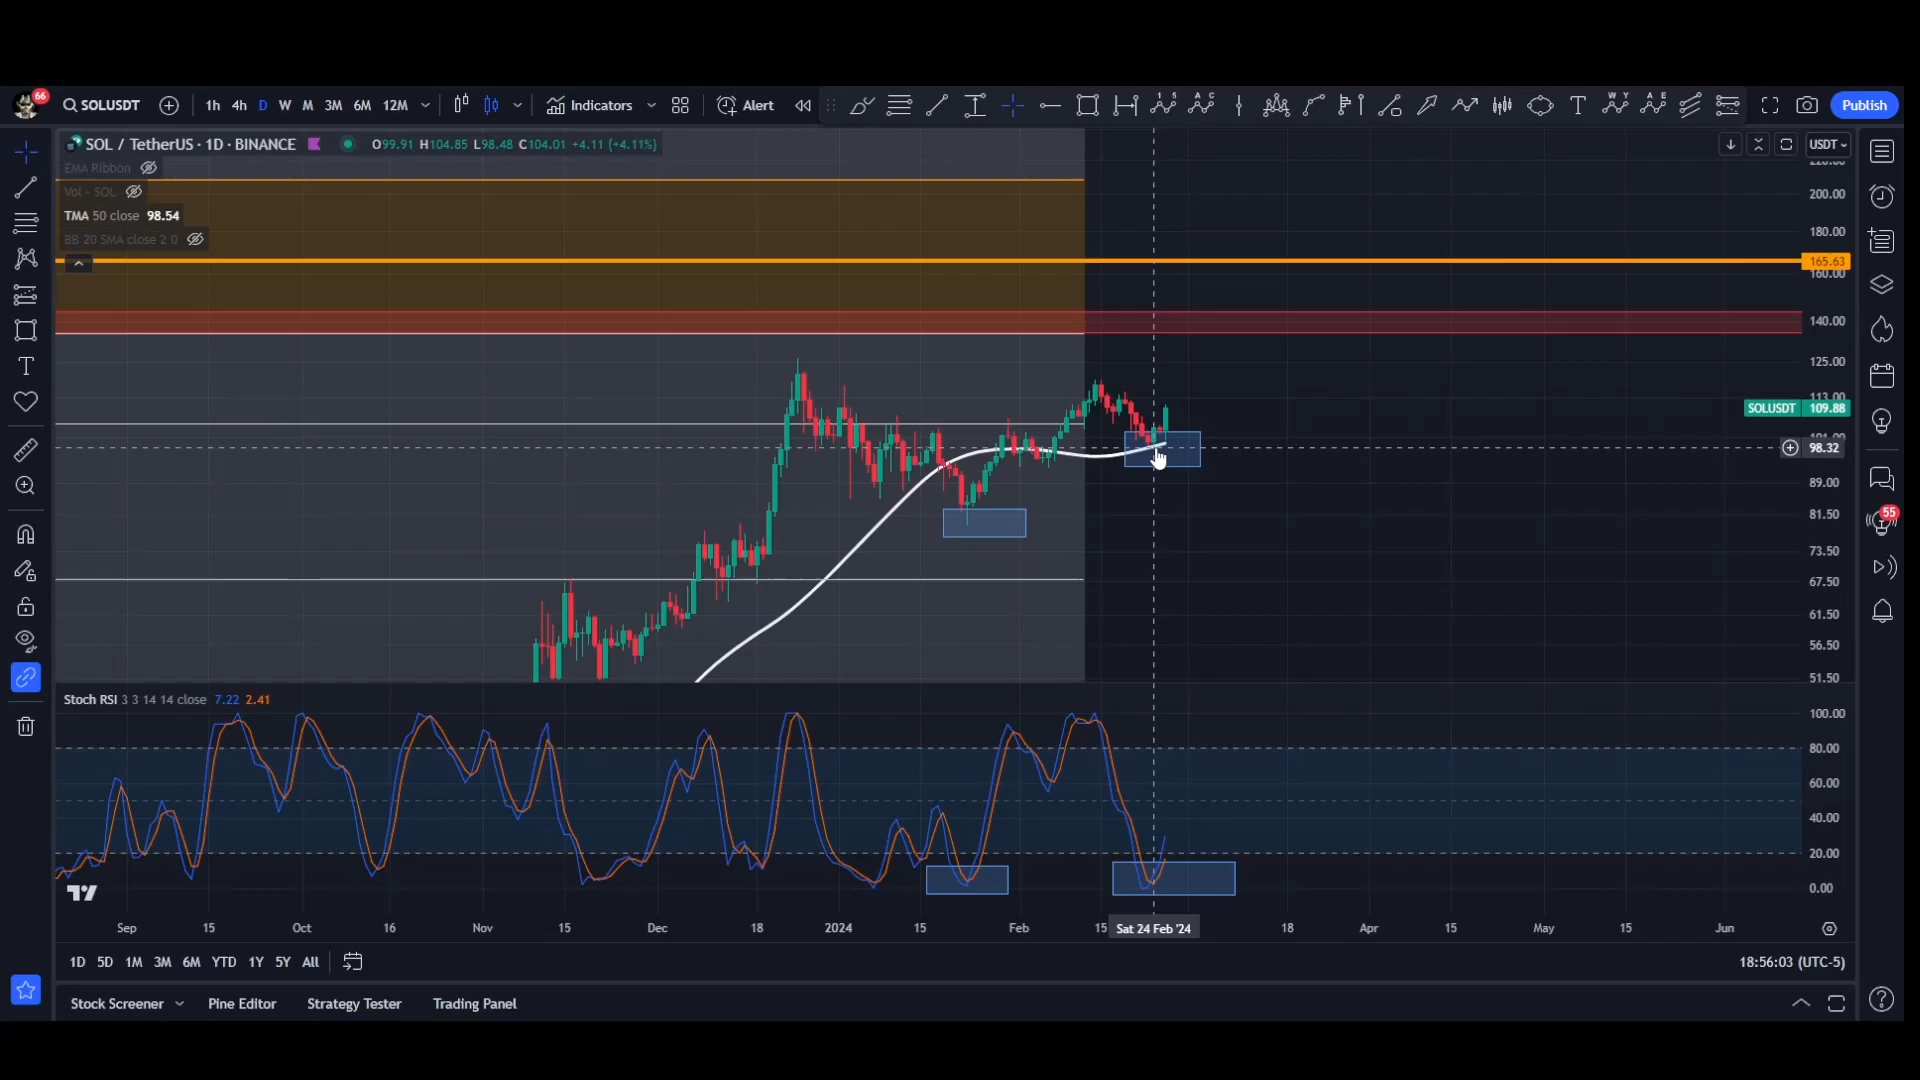 66
SOLUSDT
1h 4h D W M 3M 6M 12M
Indicators
Alert
Publish
SOL / TetherUS · 1D · BINANCE O99.91 H104.85 L98.48 C104.01 +4.11 (+4.11%)
USDT
EMA Ribbon
Vol · SOL
TMA 50 close 98.54
BB 20 SMA close 2 0
200.00
180.00
165.63
160.00
140.00
125.00
113.00
SOLUSDT 109.88
98.32
89.00
81.50
73.50
67.50
61.50
56.50
51.50
55
Stoch RSI 3 3 14 14 close 7.22 2.41
100.00
80.00
60.00
40.00
20.00
0.00
Sep 15 Oct 16 Nov 15 Dec 18 2024 15 Feb 15 Sat 24 Feb '24 18 Apr 15 May 15 Jun
1D 5D 1M 3M 6M YTD 1Y 5Y All
18:56:03 (UTC-5)
Stock Screener Pine Editor Strategy Tester Trading Panel